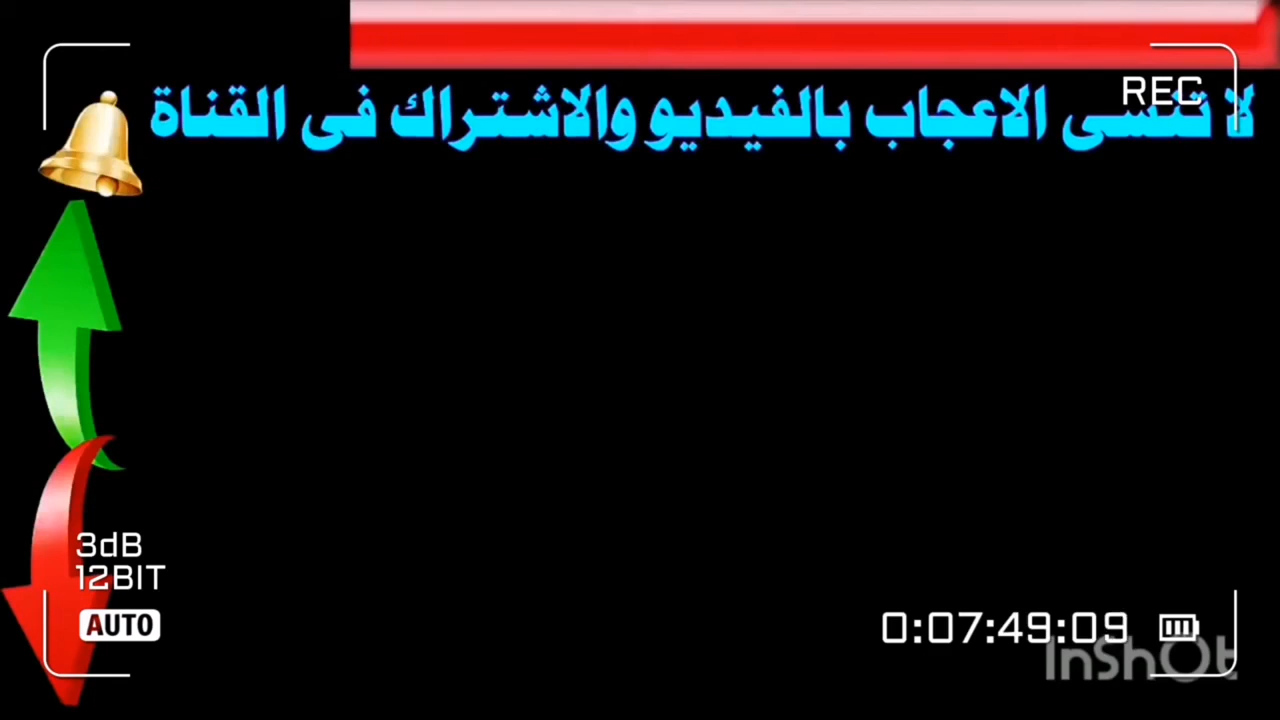 REC
لا تنسى الاعجاب بالفيديو والاشتراك فى القناة
3dB
12BIT
AUTO
0:07:49:09
InShOt